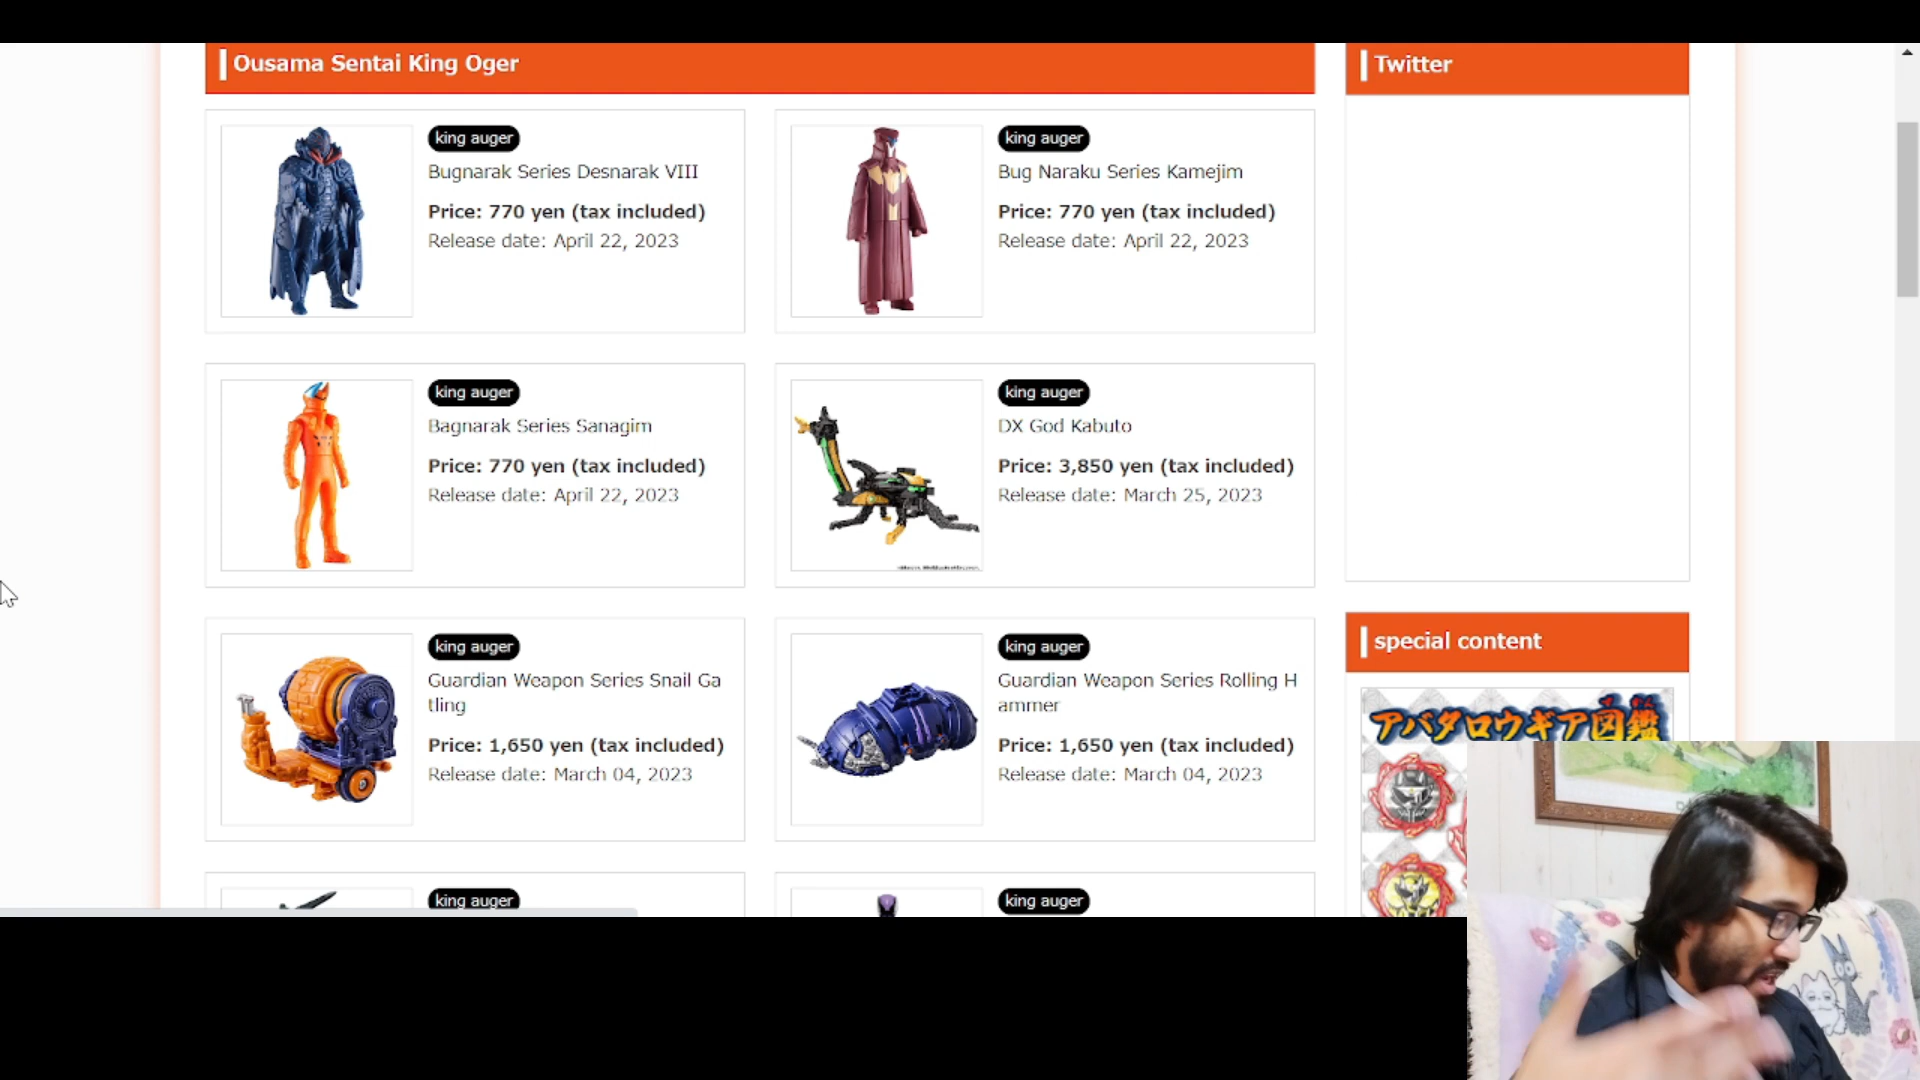 Ousama Sentai King Oger
Twitter
king auger
Bugnarak Series Desnarak VIII
Price: 770 yen (tax included)
Release date: April 22, 2023
king auger
Bug Naraku Series Kamejim
Price: 770 yen (tax included)
Release date: April 22, 2023
king auger
Bagnarak Series Sanagim
Price: 770 yen (tax included)
Release date: April 22, 2023
king auger
DX God Kabuto
Price: 3,850 yen (tax included)
Release date: March 25, 2023
king auger
Guardian Weapon Series Snail Ga
tling
Price: 1,650 yen (tax included)
Release date: March 04, 2023
king auger
Guardian Weapon Series Rolling H
ammer
Price: 1,650 yen (tax included)
Release date: March 04, 2023
special content
ずかん
アバタロウギア図鑑
king auger
king auger